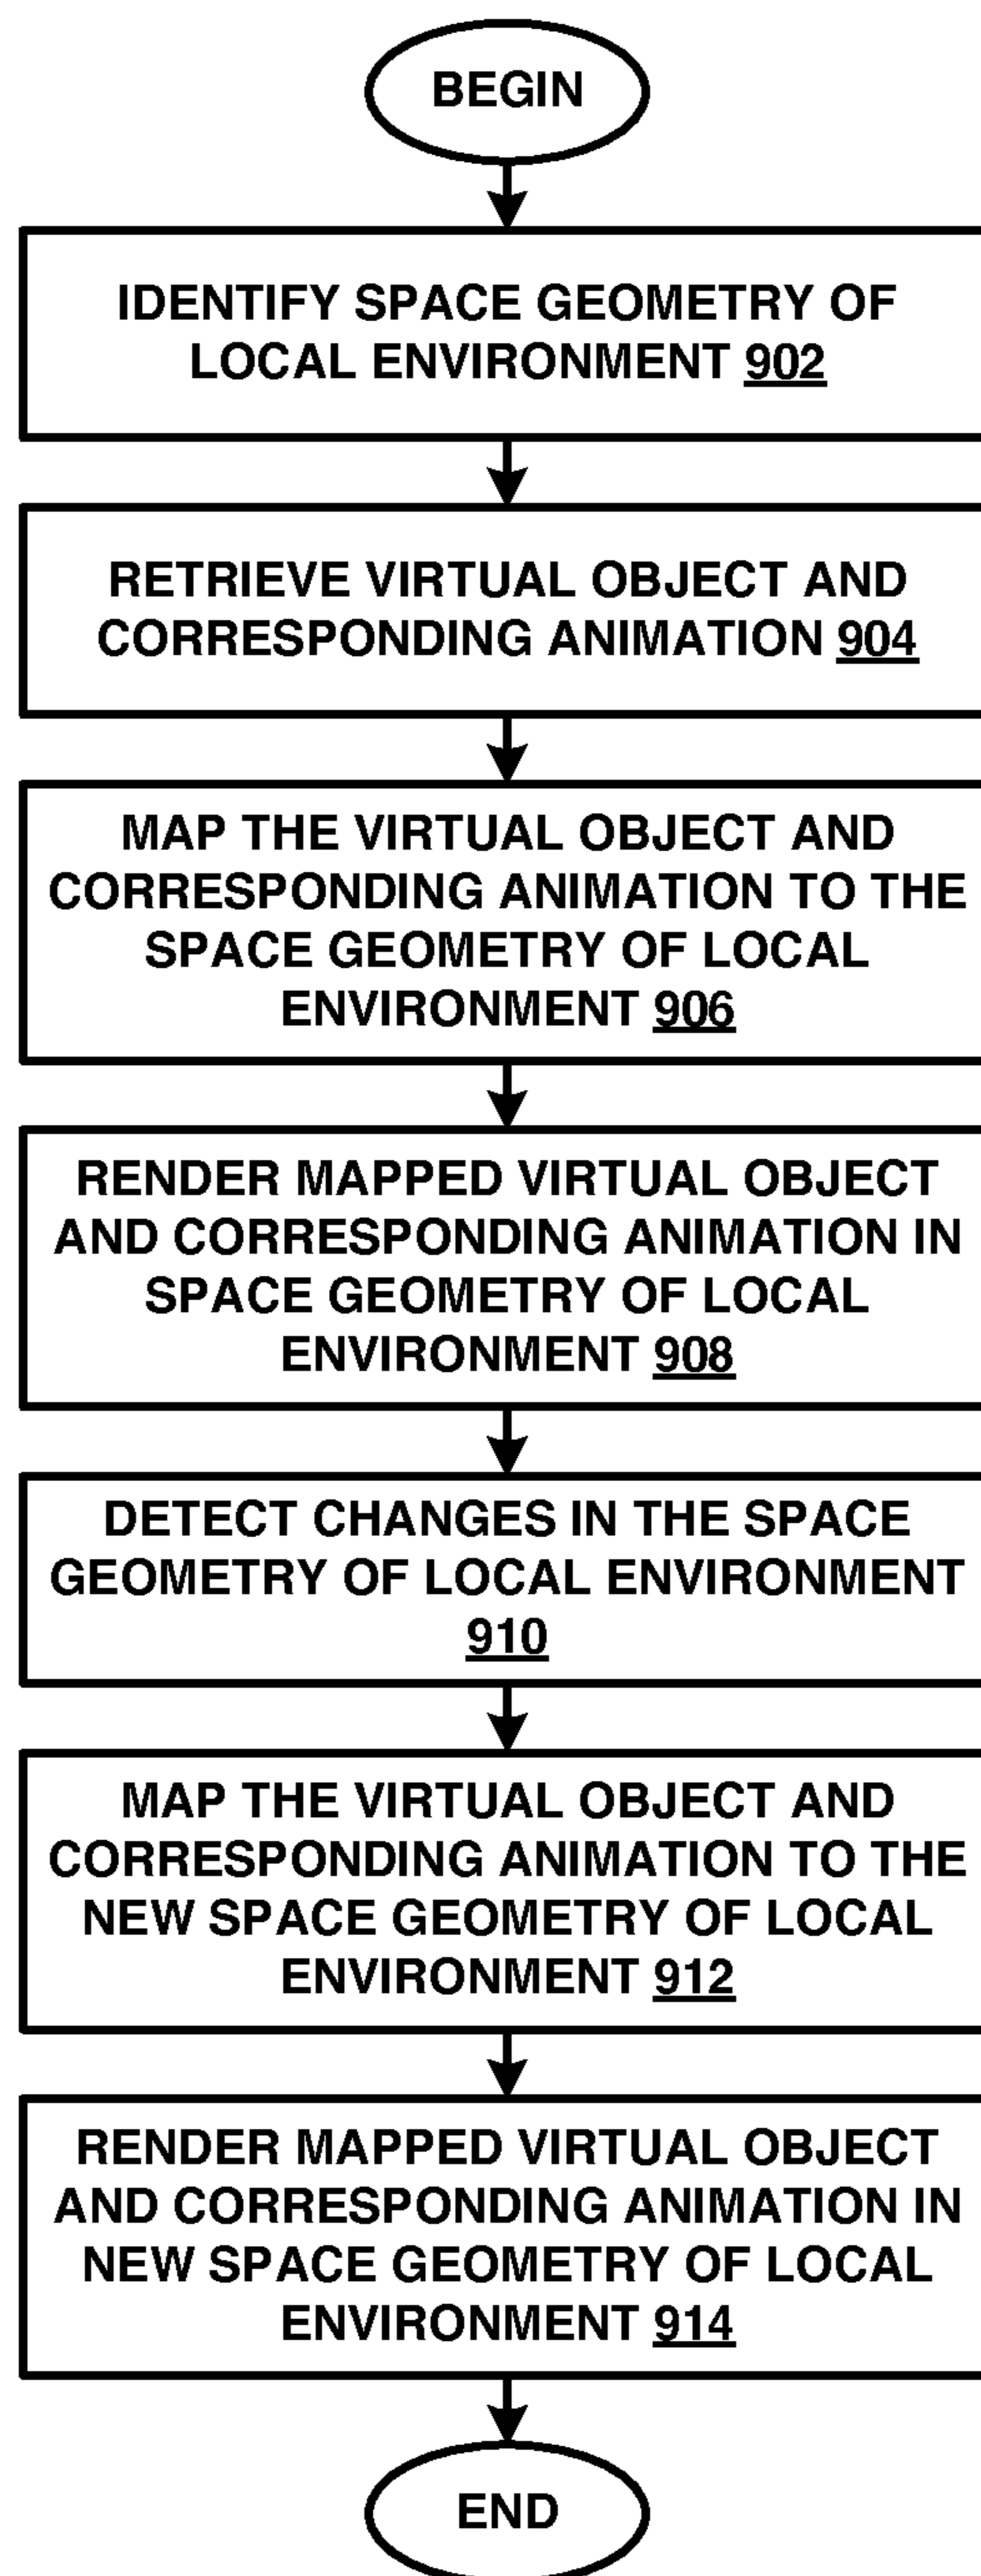 BEGIN
IDENTIFY SPACE GEOMETRY OF
LOCAL ENVIRONMENT 902
RETRIEVE VIRTUAL OBJECT AND
CORRESPONDING ANIMATION 904
MAP THE VIRTUAL OBJECT AND
CORRESPONDING ANIMATION TO THE
SPACE GEOMETRY OF LOCAL
ENVIRONMENT 906
RENDER MAPPED VIRTUAL OBJECT
AND CORRESPONDING ANIMATION IN
SPACE GEOMETRY OF LOCAL
ENVIRONMENT 908
DETECT CHANGES IN THE SPACE
GEOMETRY OF LOCAL ENVIRONMENT
910
MAP THE VIRTUAL OBJECT AND
CORRESPONDING ANIMATION TO THE
NEW SPACE GEOMETRY OF LOCAL
ENVIRONMENT 912
RENDER MAPPED VIRTUAL OBJECT
AND CORRESPONDING ANIMATION IN
NEW SPACE GEOMETRY OF LOCAL
ENVIRONMENT 914
END